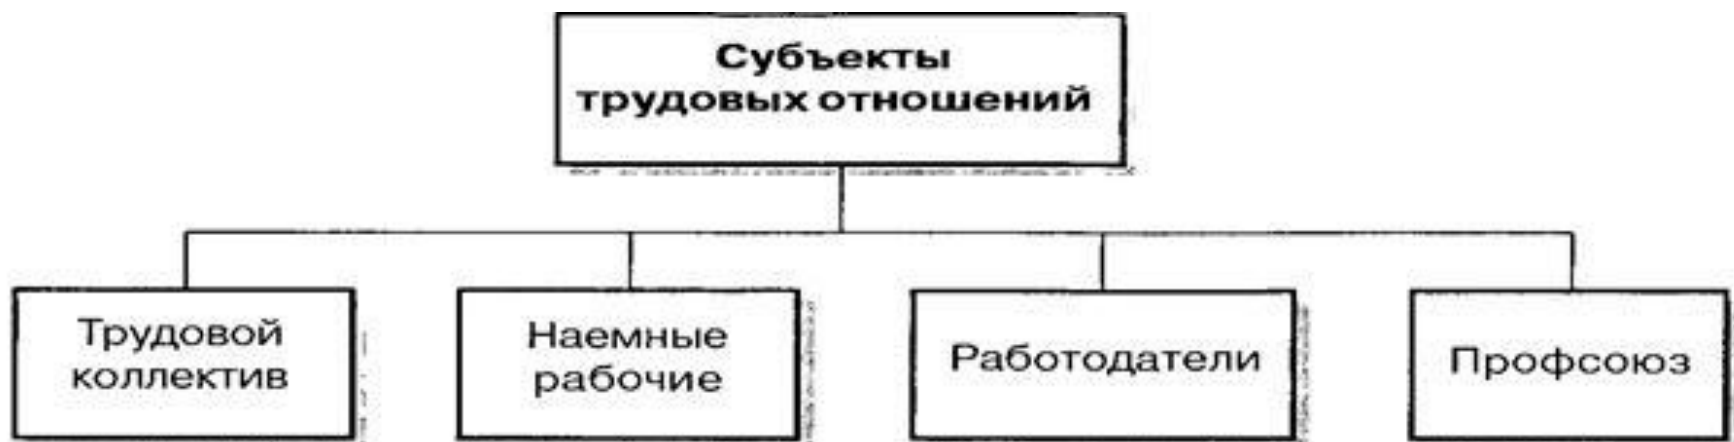 Субъекты
трудовых отношений
Трудовой
коллектив
Наемные
рабочие
Работодатели
Профсоюз